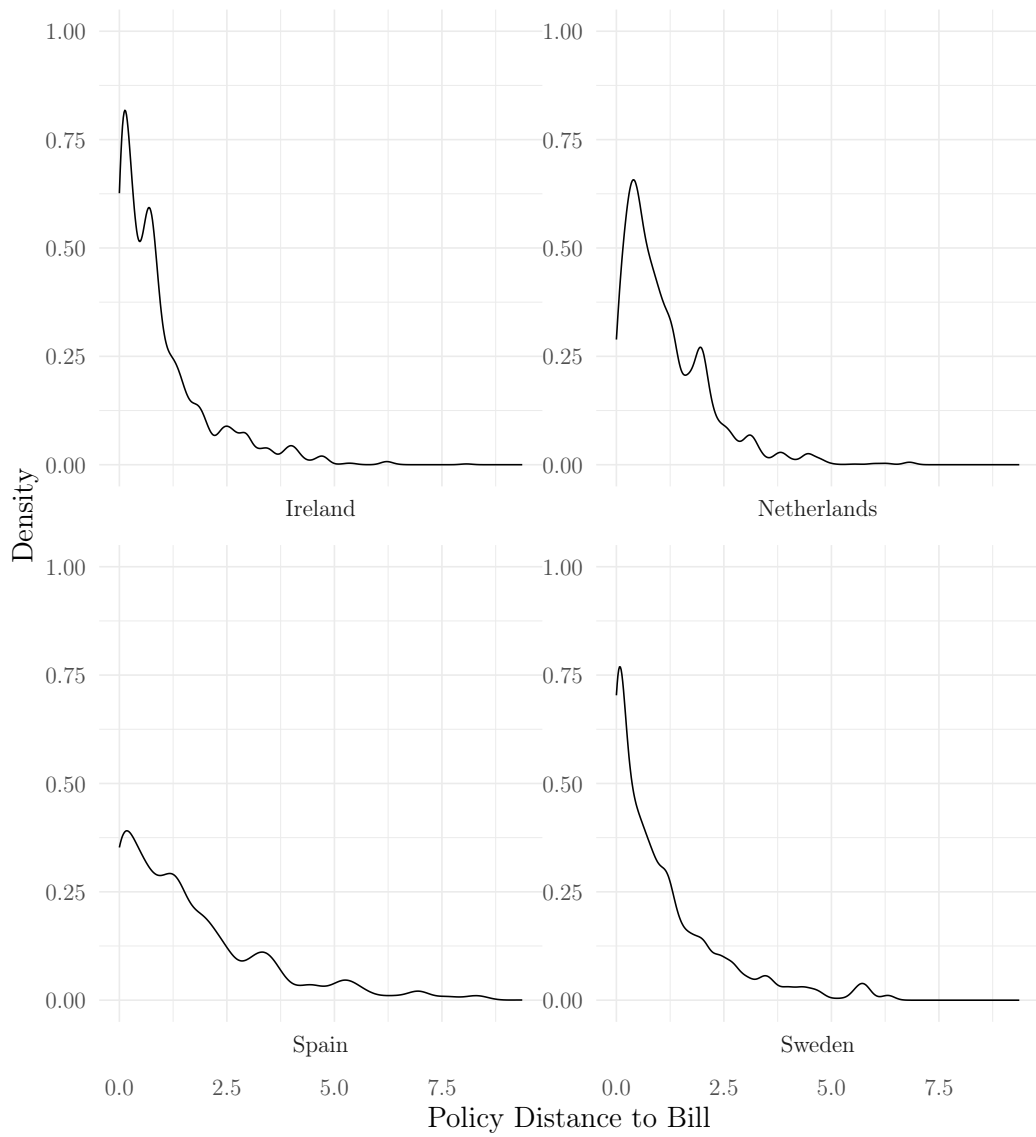 1.00 1.00
0.75 0.75
0.50 0.50
0.25 0.25
0.00 0.00
Ireland Netherlands
Density
1.00 1.00
0.75 0.75
0.50 0.50
0.25 0.25
0.00 0.00
Spain Sweden
0.0 2.5 5.0 7.5 0.0 2.5 5.0 7.5
Policy Distance to Bill